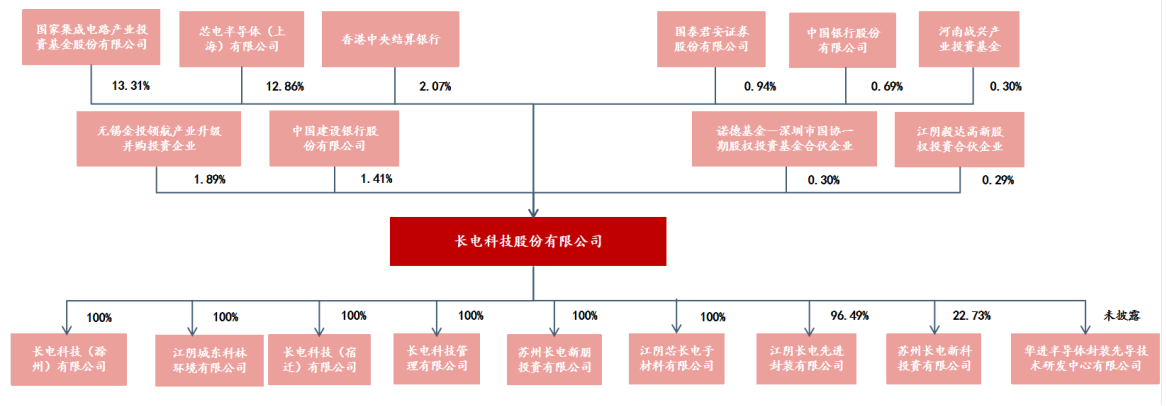 国家集成电路产业投
资基金股份有限公司
芯电半导体（上
海）有限公司
香港中央结算银行
国泰君安证券
股份有限公司
中国银行股份
有限公司
河南战兴产
业投资基金
13.31%
12.86%
2.07%
0.94%
0.69%
0.30%
无锡金投领航产业升级
并购投资企业
中国建设银行股
份有限公司
诺德基金—深圳市国协一
期股权投资基金合伙企业
江阴毅达高新股
权投资合伙企业
1.89%
1.41%
0.30%
0.29%
长电科技股份有限公司
100%
100%
100%
100%
100%
100%
96.49%
22.73%
未披露
长电科技（滁
州）有限公司
江阴城东科林
环境有限公司
长电科技（宿
迁）有限公司
长电科技管
理有限公司
苏州长电新朋
投资有限公司
江阴芯长电子
材料有限公司
江阴长电先进
封装有限公司
苏州长电新科
投资有限公司
华进半导体封装先导技
术研发中心有限公司